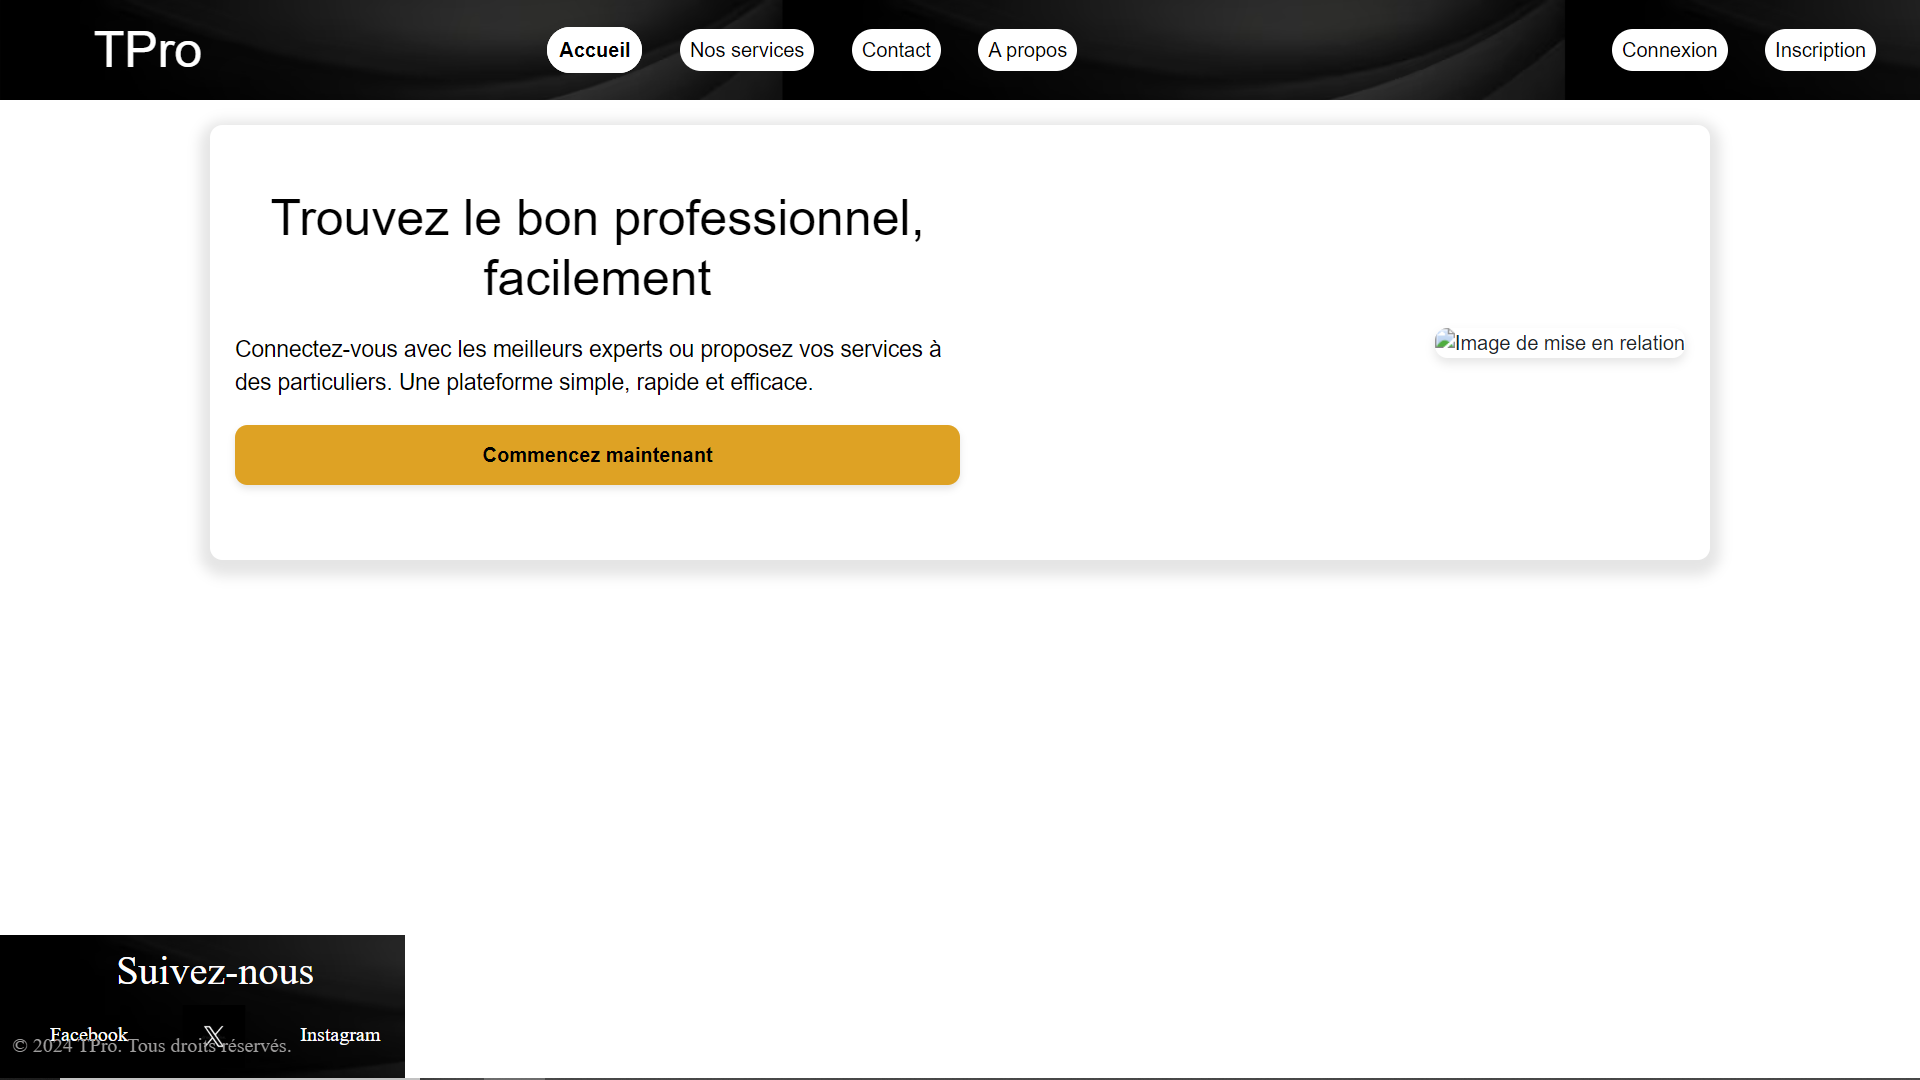 TPro
Accueil
Nos services
Contact
A propos
Connexion
Inscription
Trouvez le bon professionnel,
facilement
Connectez-vous avec les meilleurs experts ou proposez vos services à
des particuliers. Une plateforme simple, rapide et efficace.
Commencez maintenant
Image de mise en relation
Suivez-nous
Facebook
X
Instagram
© 2024 TPro. Tous droits réservés.